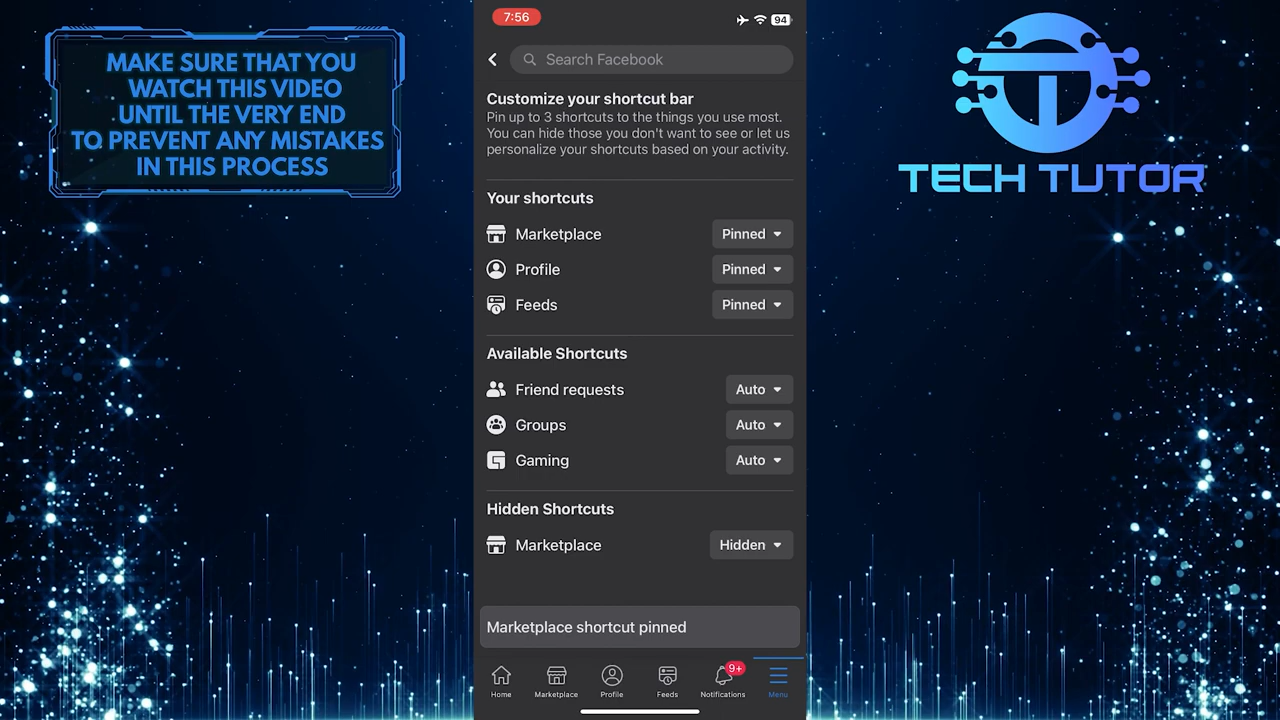 MAKE SURE THAT YOU
WATCH THIS VIDEO
UNTIL THE VERY END
TO PREVENT ANY MISTAKES
IN THIS PROCESS
7:56
94
Search Facebook
Customize your shortcut bar
Pin up to 3 shortcuts to the things you use most.
You can hide those you don't want to see or let us
personalize your shortcuts based on your activity.
Your shortcuts
Marketplace Pinned
Profile Pinned
Feeds Pinned
Available Shortcuts
Friend requests Auto
Groups Auto
Gaming Auto
Hidden Shortcuts
Marketplace Hidden
Marketplace shortcut pinned
9+
Home Marketplace Profile Feeds Notifications Menu
TECH TUTOR